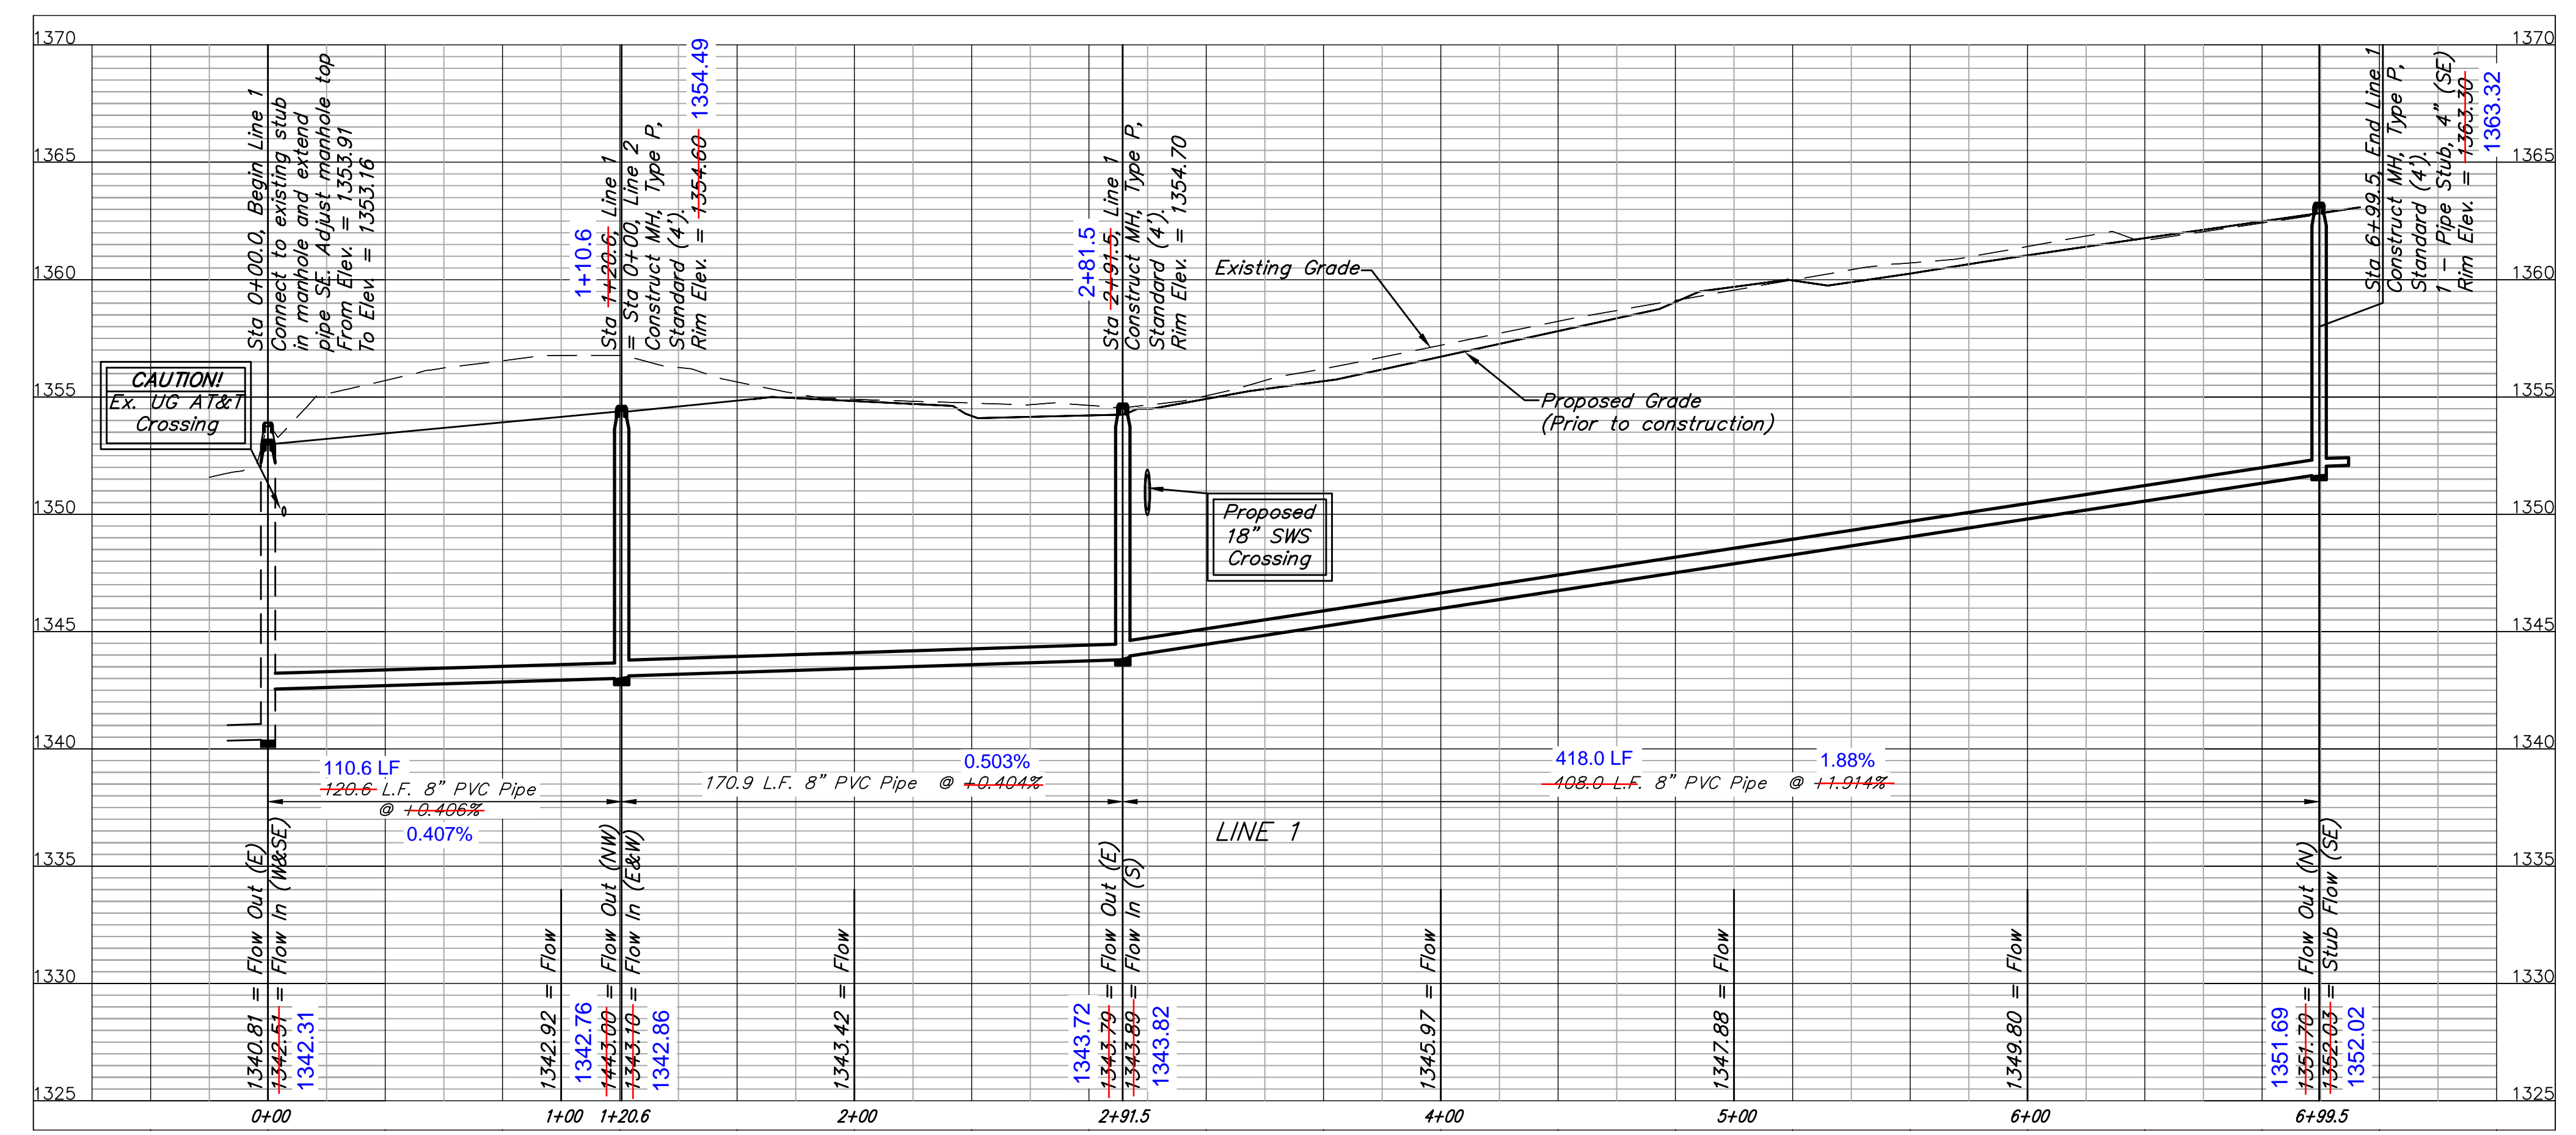 1370
1365
1360
1355
1350
1345
1340
1335
1330
1325
Sta 0+00.0, Begin Line 1
Connect to existing stub
in manhole and extend
pipe SE. Adjust manhole top
From Elev. = 1353.91
To Elev. = 1353.16
CAUTION!
Ex. UG AT&T
Crossing
1+10.6
Sta 1+20.6, Line 1
= Sta 0+00, Line 2
Construct MH, Type P,
Standard (4').
Rim Elev. = 1354.60
1354.49
2+81.5
Sta 2+91.5, Line 1
Construct MH, Type P,
Standard (4').
Rim Elev. = 1354.70
Existing Grade
Proposed Grade
(Prior to construction)
Proposed
18" SWS
Crossing
Sta 6+99.5, End Line 1
Construct MH, Type P,
Standard (4').
1 - Pipe Stub, 4" (SE)
Rim Elev. = 1363.30
1363.32
1370
1365
1360
1355
1350
1345
1340
1335
1330
1325
110.6 LF
120.6 L.F. 8" PVC Pipe
@ +0.406%
0.407%
0.503%
170.9 L.F. 8" PVC Pipe @ +0.404%
418.0 LF 1.88%
408.0 L.F. 8" PVC Pipe @ +1.914%
LINE 1
1340.81 = Flow Out (E)
1342.51 = Flow In (W&SE)
1342.31
1342.92 = Flow
1342.76
1443.00 = Flow Out (NW)
1343.10 = Flow In (E&W)
1342.86
1343.42 = Flow
1343.72
1343.79 = Flow Out (E)
1343.89 = Flow In (S)
1343.82
1345.97 = Flow
1347.88 = Flow
1349.80 = Flow
1351.69
1351.70 = Flow Out (N)
1352.03 = Stub Flow (SE)
1352.02
0+00 1+00 1+20.6 2+00 2+91.5 4+00 5+00 6+00 6+99.5